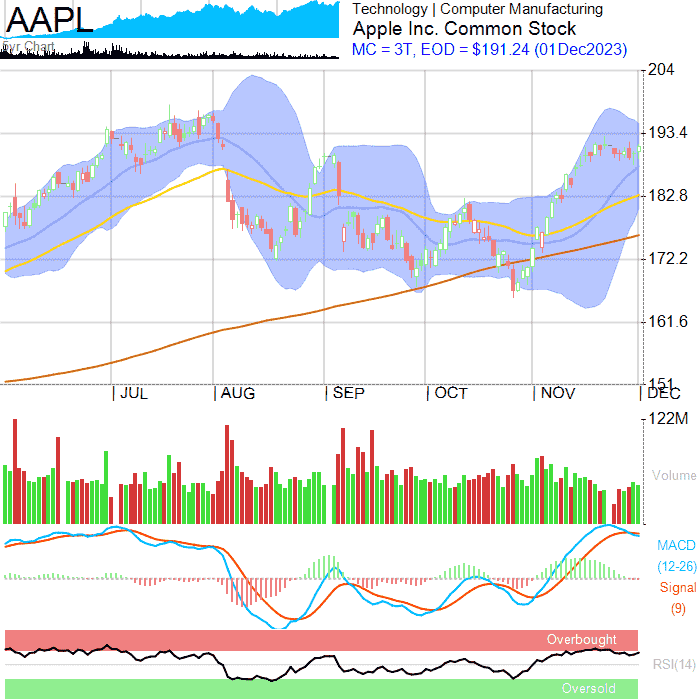 AAPL
5yr Chart
Technology | Computer Manufacturing
Apple Inc. Common Stock
MC = 3T, EOD = $191.24 (01Dec2023)
204
193.4
182.8
172.2
161.6
151
JUL
AUG
SEP
OCT
NOV
DEC
122M
Volume
MACD
(12-26)
Signal
(9)
Overbought
RSI(14)
Oversold